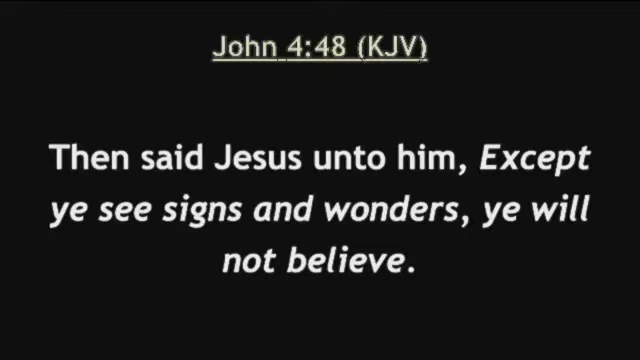 John 4:48 (KJV)
Then said Jesus unto him, Except
ye see signs and wonders, ye will
not believe.